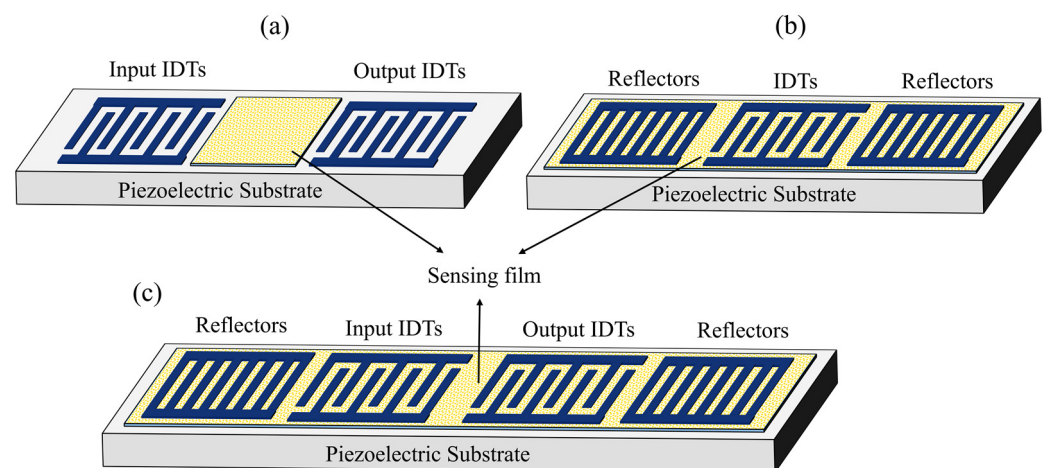 (a)
Input IDTs
Output IDTs
Piezoelectric Substrate
(b)
Reflectors
IDTs
Reflectors
Piezoelectric Substrate
Sensing film
(c)
Reflectors
Input IDTs
Output IDTs
Reflectors
Piezoelectric Substrate